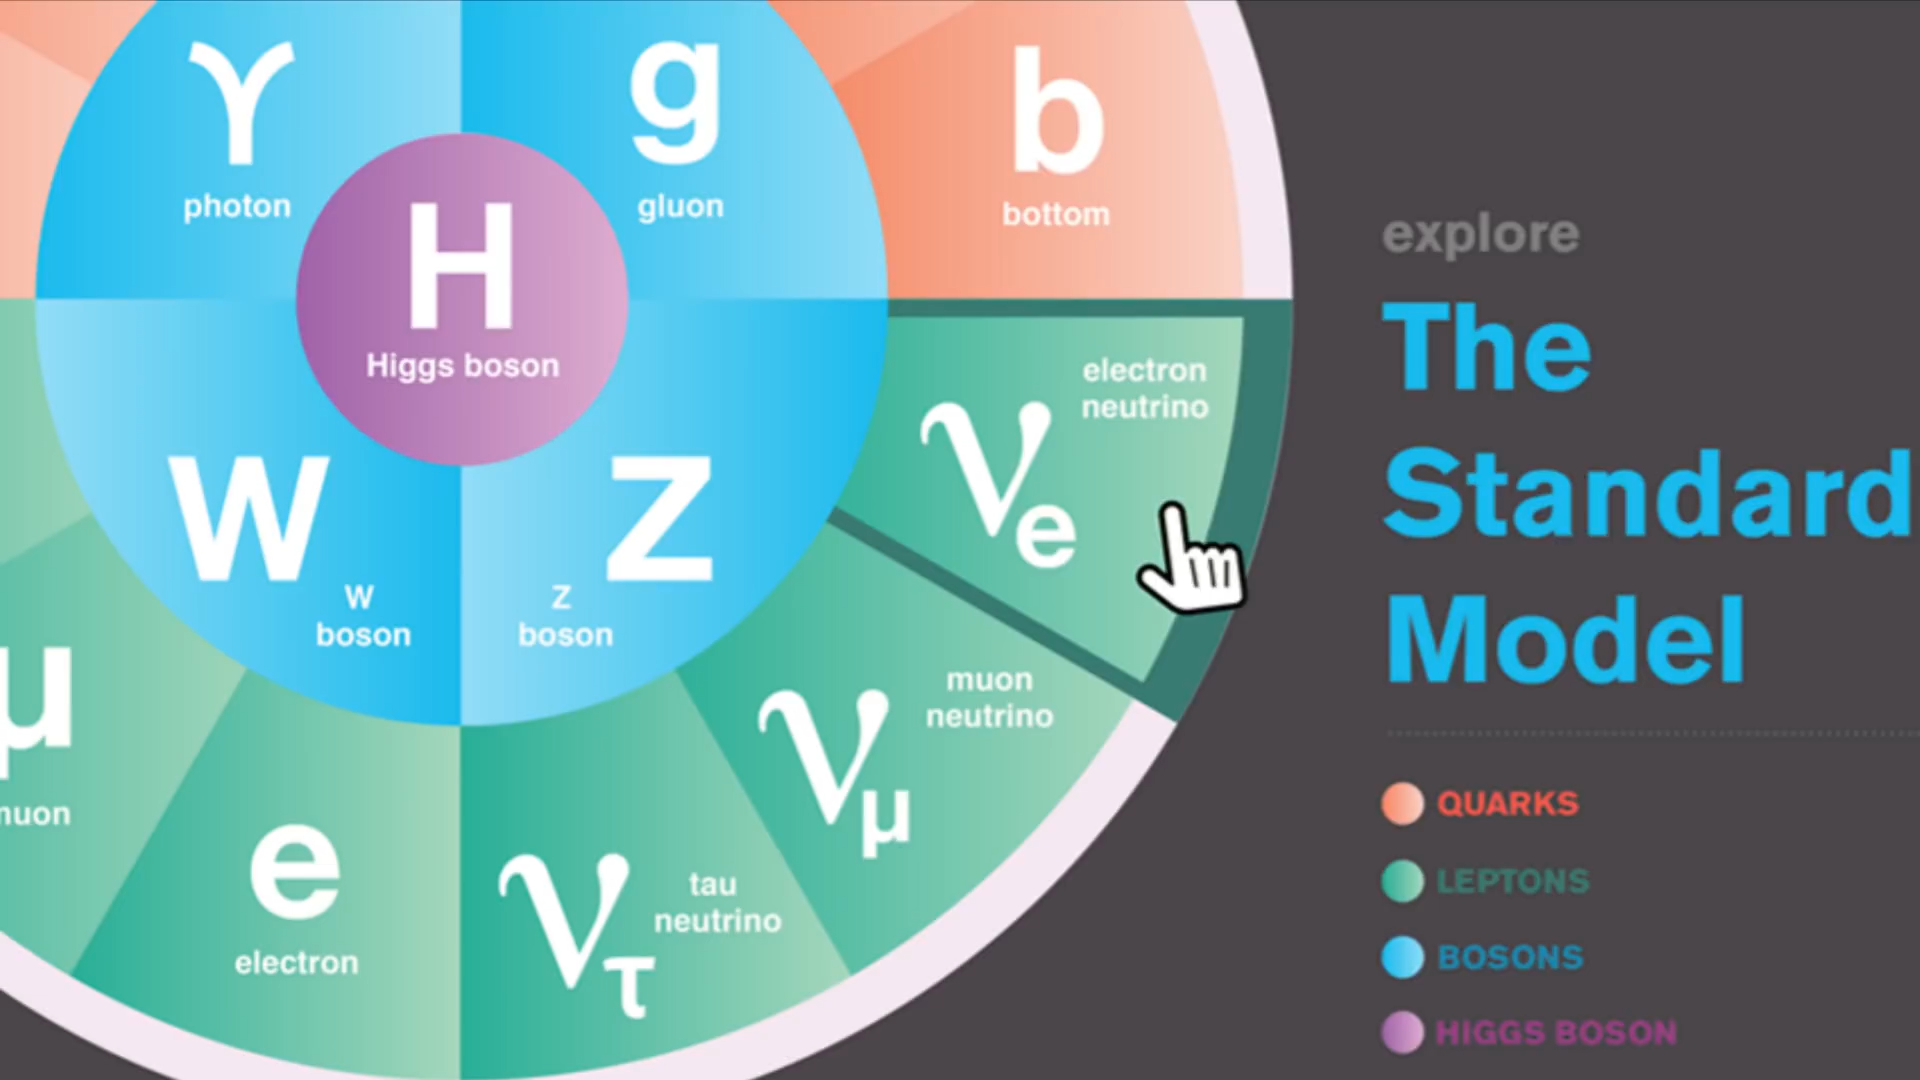 γ
photon
g
gluon
b
bottom
H
Higgs boson
W
W
boson
Z
Z
boson
electron
neutrino
νe
muon
neutrino
νμ
tau
neutrino
ντ
e
electron
μ
muon
explore
The
Standard
Model
QUARKS
LEPTONS
BOSONS
HIGGS BOSON